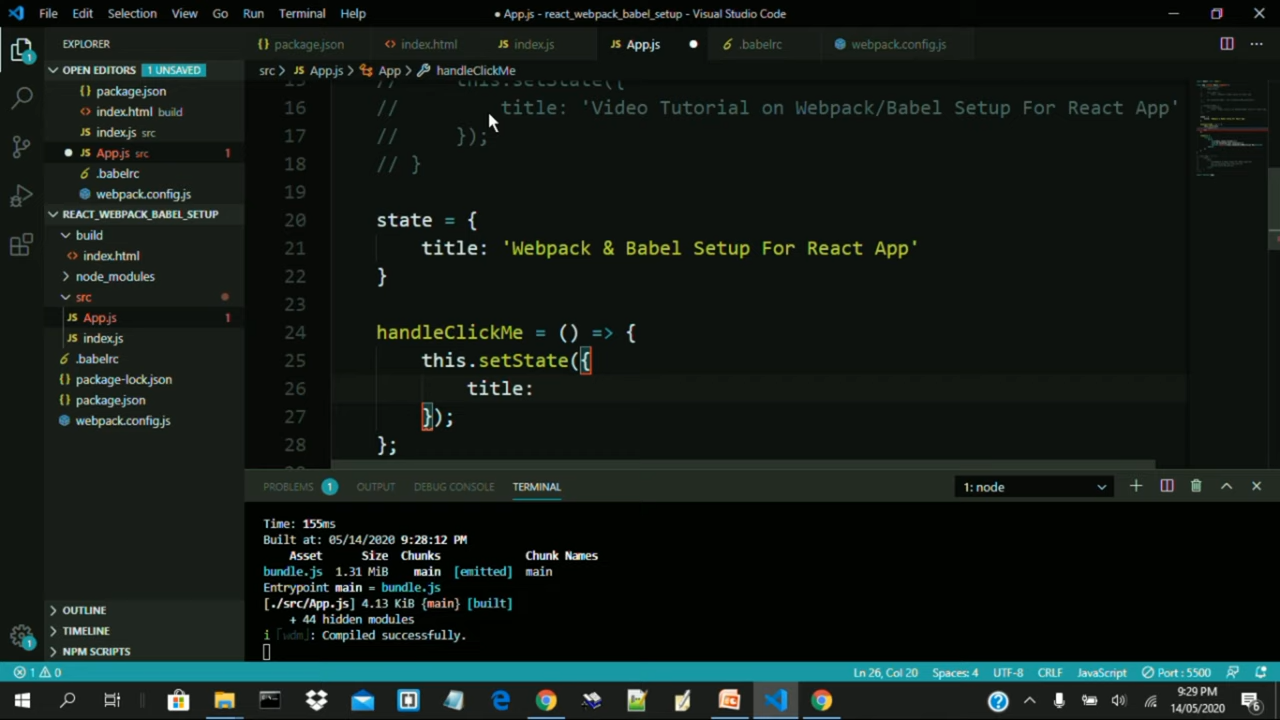 File Edit Selection View Go Run Terminal Help
● App.js - react_webpack_babel_setup - Visual Studio Code
EXPLORER
OPEN EDITORS 1 UNSAVED
package.json
index.html build
index.js src
App.js src 1
.babelrc
webpack.config.js
REACT_WEBPACK_BABEL_SETUP
build
index.html
node_modules
src
App.js 1
index.js
.babelrc
package-lock.json
package.json
webpack.config.js
OUTLINE
TIMELINE
NPM SCRIPTS
package.json index.html JS index.js JS App.js .babelrc webpack.config.js
src > JS App.js > App > handleClickMe
15 // this.setState({
16 // title: 'Video Tutorial on Webpack/Babel Setup For React App'
17 // });
18 // }
19
20 state = {
21 title: 'Webpack & Babel Setup For React App'
22 }
23
24 handleClickMe = () => {
25 this.setState({
26 title:
27 });
28 };
PROBLEMS 1 OUTPUT DEBUG CONSOLE TERMINAL 1: node
Time: 155ms
Built at: 05/14/2020 9:28:12 PM
Asset Size Chunks Chunk Names
bundle.js 1.31 MiB main [emitted] main
Entrypoint main = bundle.js
[./src/App.js] 4.13 KiB {main} [built]
+ 44 hidden modules
i ｢wdm｣: Compiled successfully.
1 0 Ln 26, Col 20 Spaces: 4 UTF-8 CRLF JavaScript Port : 5500
9:29 PM
14/05/2020
6